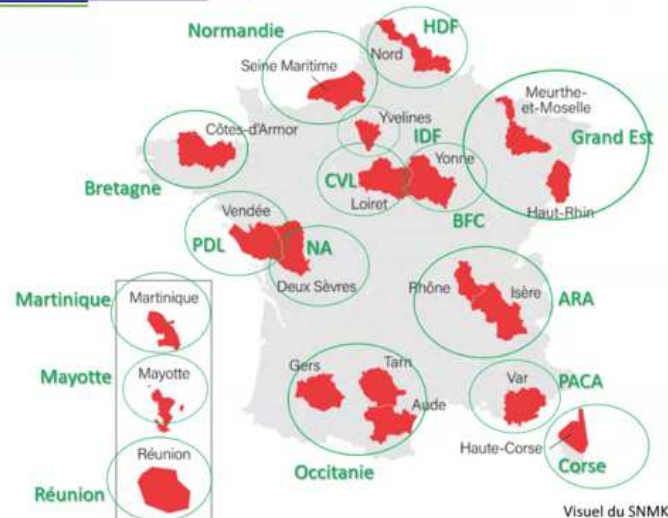 Normandie
HDF
Nord
Seine Maritime
Meurthe-
et-Moselle
Yvelines
Côtes-d'Armor
IDF
Grand Est
Yonne
CVL
Bretagne
Loiret
Haut-Rhin
BFC
Vendée
PDL
NA
Deux Sèvres
Rhône
Isère
ARA
Martinique
Martinique
Mayotte
Mayotte
Gers
Tarn
Var
PACA
Aude
Haute-Corse
Réunion
Occitanie
Corse
Réunion
Visuel du SNMK